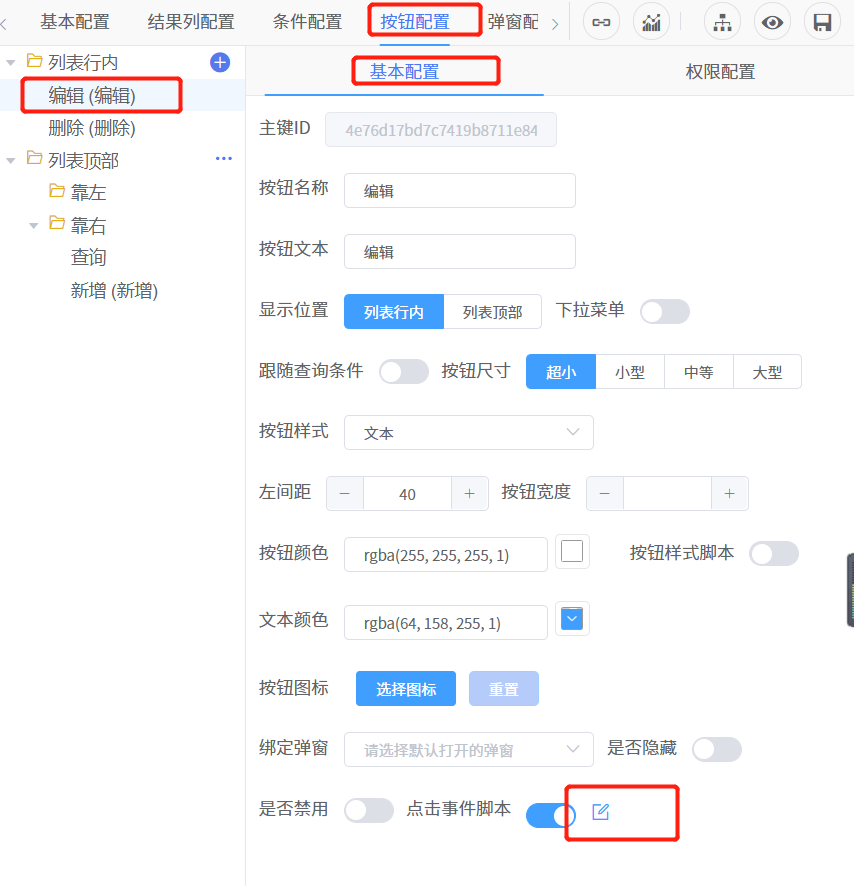 基本配置 结果列配置 条件配置 按钮配置 弹窗配
列表行内
编辑 (编辑)
删除 (删除)
列表顶部
靠左
靠右
查询
新增 (新增)
基本配置 权限配置
主键ID 4e76d17bd7c7419b8711e84
按钮名称 编辑
按钮文本 编辑
显示位置 列表行内 列表顶部 下拉菜单
跟随查询条件 按钮尺寸 超小 小型 中等 大型
按钮样式 文本
左间距 − 40 + 按钮宽度 − +
按钮颜色 rgba(255, 255, 255, 1) 按钮样式脚本
文本颜色 rgba(64, 158, 255, 1)
按钮图标 选择图标 重置
绑定弹窗 请选择默认打开的弹窗 是否隐藏
是否禁用 点击事件脚本